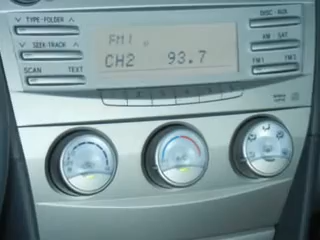 ∨ TYPE·FOLDER ∧
∨ SEEK·TRACK ∧
SCAN TEXT
FM1
CH2 93.7
DISC·AUX
AM·SAT
FM1 FM2